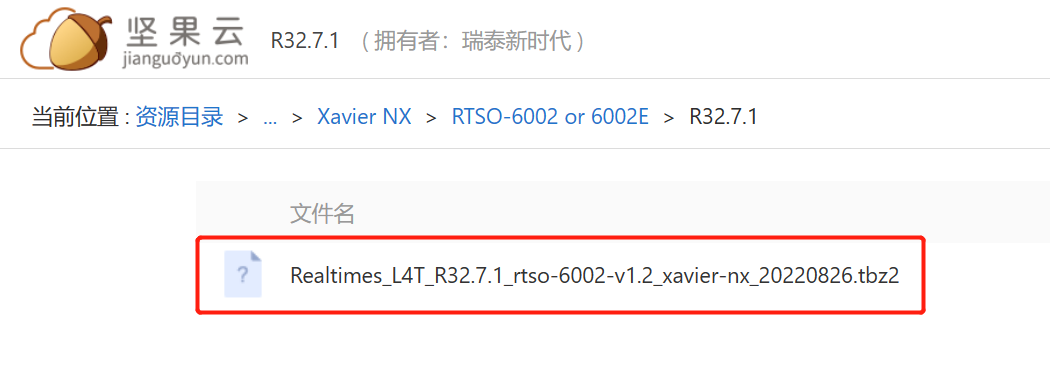 坚果云
jianguoyun.com
R32.7.1 （ 拥有者：瑞泰新时代 ）
当前位置 : 资源目录 > ... > Xavier NX > RTSO-6002 or 6002E > R32.7.1
文件名
?
Realtimes_L4T_R32.7.1_rtso-6002-v1.2_xavier-nx_20220826.tbz2